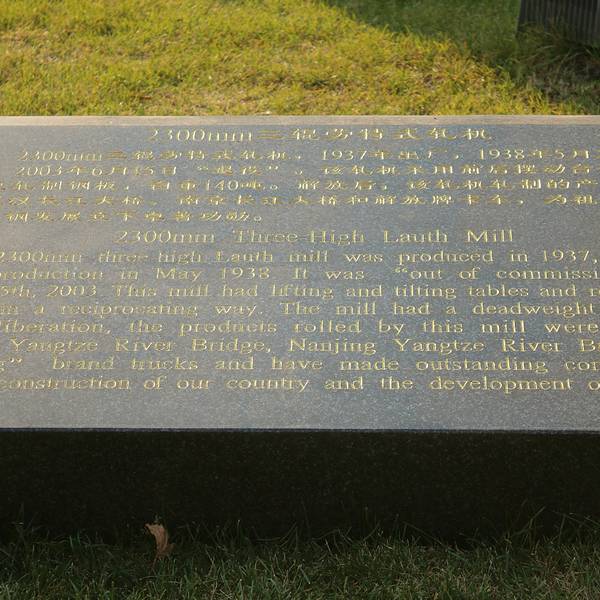 2300mm三辊劳特式轧机
2300mm三辊劳特式轧机，1937年出厂，1938年5月
2003年6月15日“退役”。该轧机采用前后摆动台
轧制钢板，自重140吨。解放后，该轧机轧制的产
汉长江大桥、南京长江大桥和解放牌卡车，为祖
钢发展立下卓著功勋。
2300mm Three-High Lauth Mill
2300mm three-high Lauth mill was produced in 1937,
production in May 1938. It was “out of commissi
5th, 2003. This mill had lifting and tilting tables and r
in a reciprocating way. The mill had a deadweight
liberation, the products rolled by this mill were
Yangtze River Bridge, Nanjing Yangtze River B
g” brand trucks and have made outstanding con
construction of our country and the development o